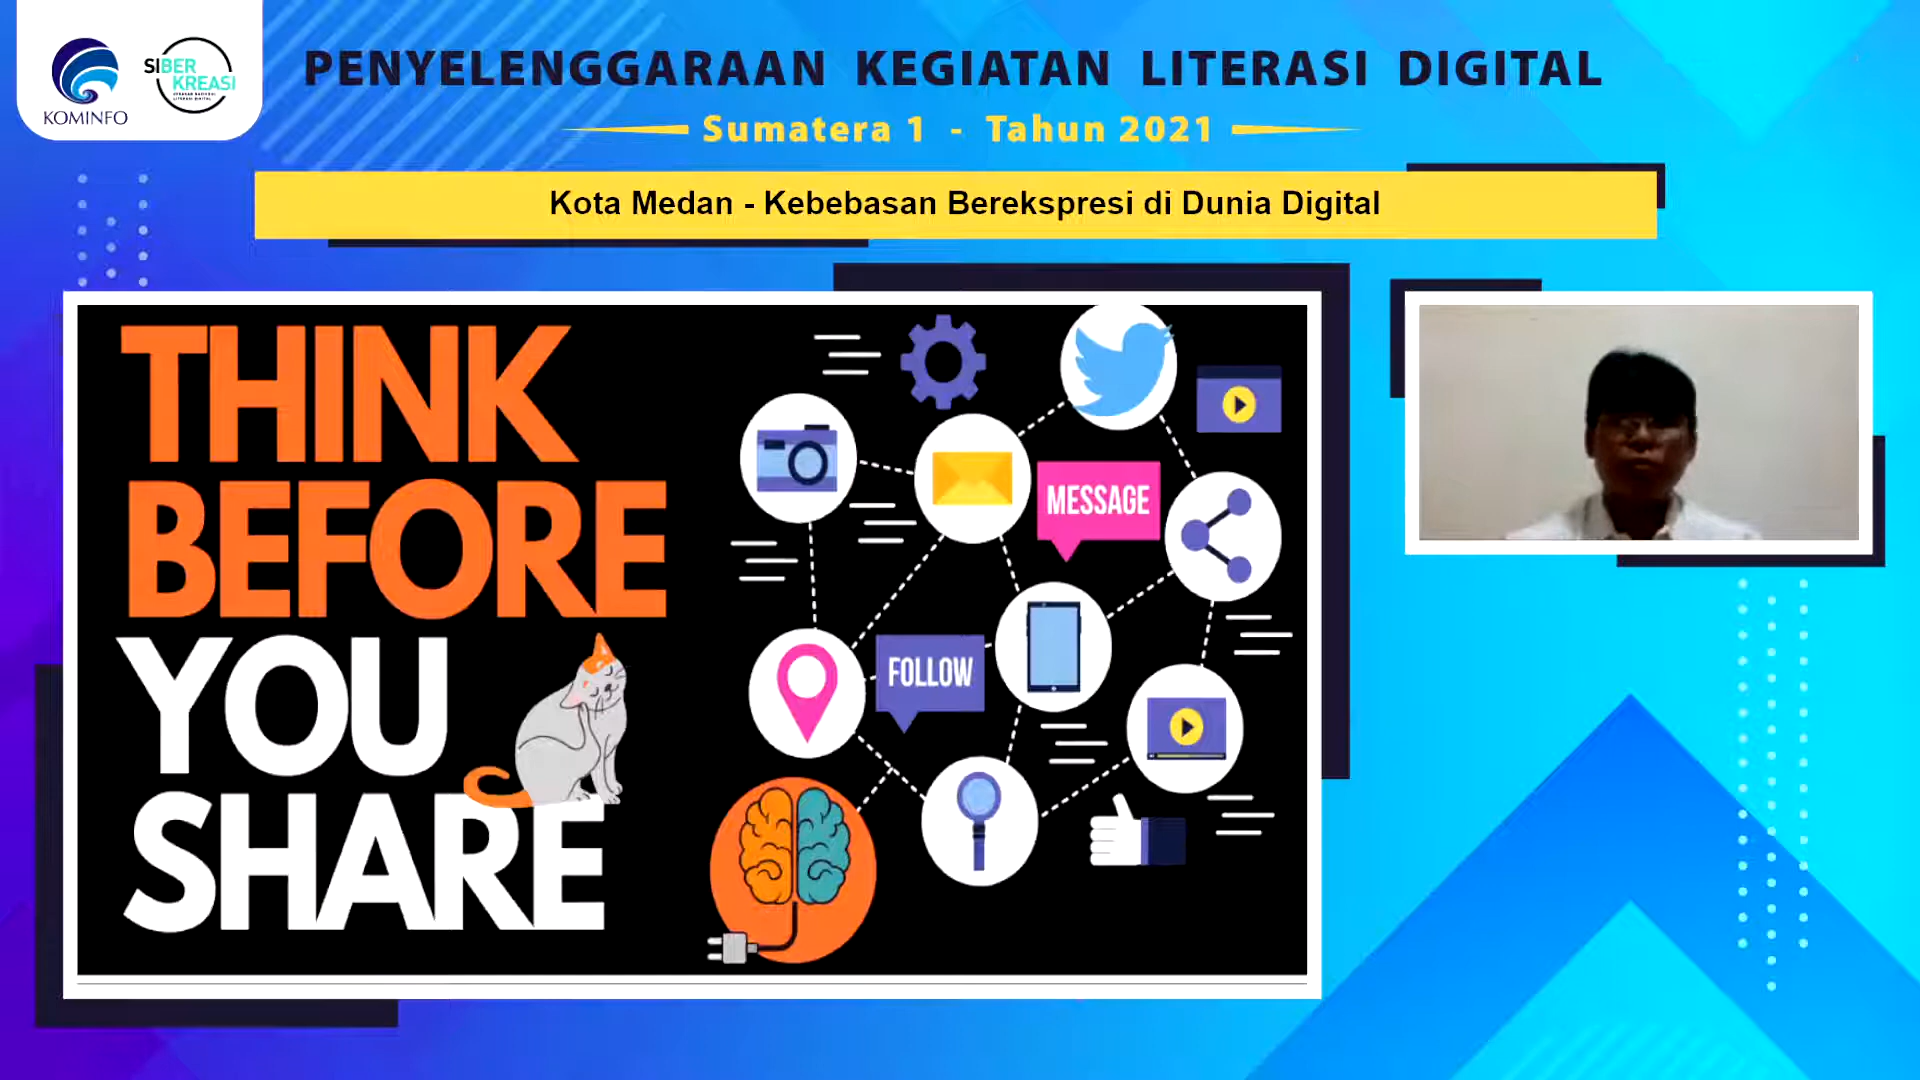 KOMINFO
SIBER
KREASI
PENYELENGGARAAN KEGIATAN LITERASI DIGITAL
Sumatera 1 - Tahun 2021
Kota Medan - Kebebasan Berekspresi di Dunia Digital
THINK
BEFORE
YOU
SHARE
MESSAGE
FOLLOW